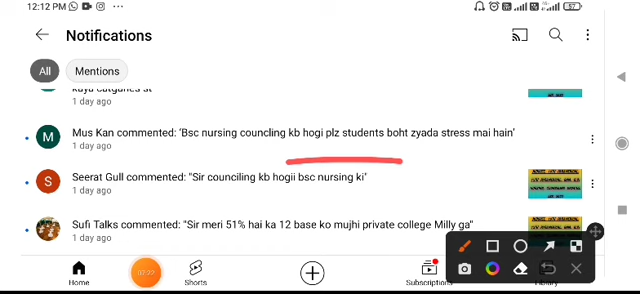 12:12 PM
57
Notifications
All
Mentions
1 day ago
M
Mus Kan commented: 'Bsc nursing councling kb hogi plz students boht zyada stress mai hain'
1 day ago
S
Seerat Gull commented: "Sir counciling kb hogii bsc nursing ki'
1 day ago
Sufi Talks commented: "Sir meri 51% hai ka 12 base ko mujhi private college Milly ga"
1 day ago
Home
Shorts
Subscriptions
Library